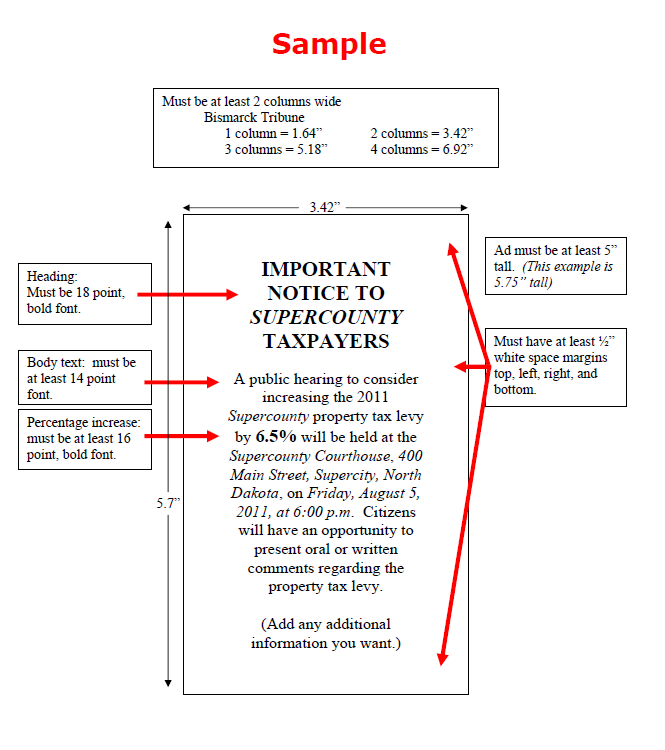 Sample
Must be at least 2 columns wide
Bismarck Tribune
1 column = 1.64” 2 columns = 3.42”
3 columns = 5.18” 4 columns = 6.92”
3.42”
Heading:
Must be 18 point,
bold font.
Body text: must be
at least 14 point
font.
Percentage increase:
must be at least 16
point, bold font.
5.7”
IMPORTANT
NOTICE TO
SUPERCOUNTY
TAXPAYERS
A public hearing to consider
increasing the 2011
Supercounty property tax levy
by 6.5% will be held at the
Supercounty Courthouse, 400
Main Street, Supercity, North
Dakota, on Friday, August 5,
2011, at 6:00 p.m. Citizens
will have an opportunity to
present oral or written
comments regarding the
property tax levy.
(Add any additional
information you want.)
Ad must be at least 5”
tall. (This example is
5.75” tall)
Must have at least ½”
white space margins
top, left, right, and
bottom.